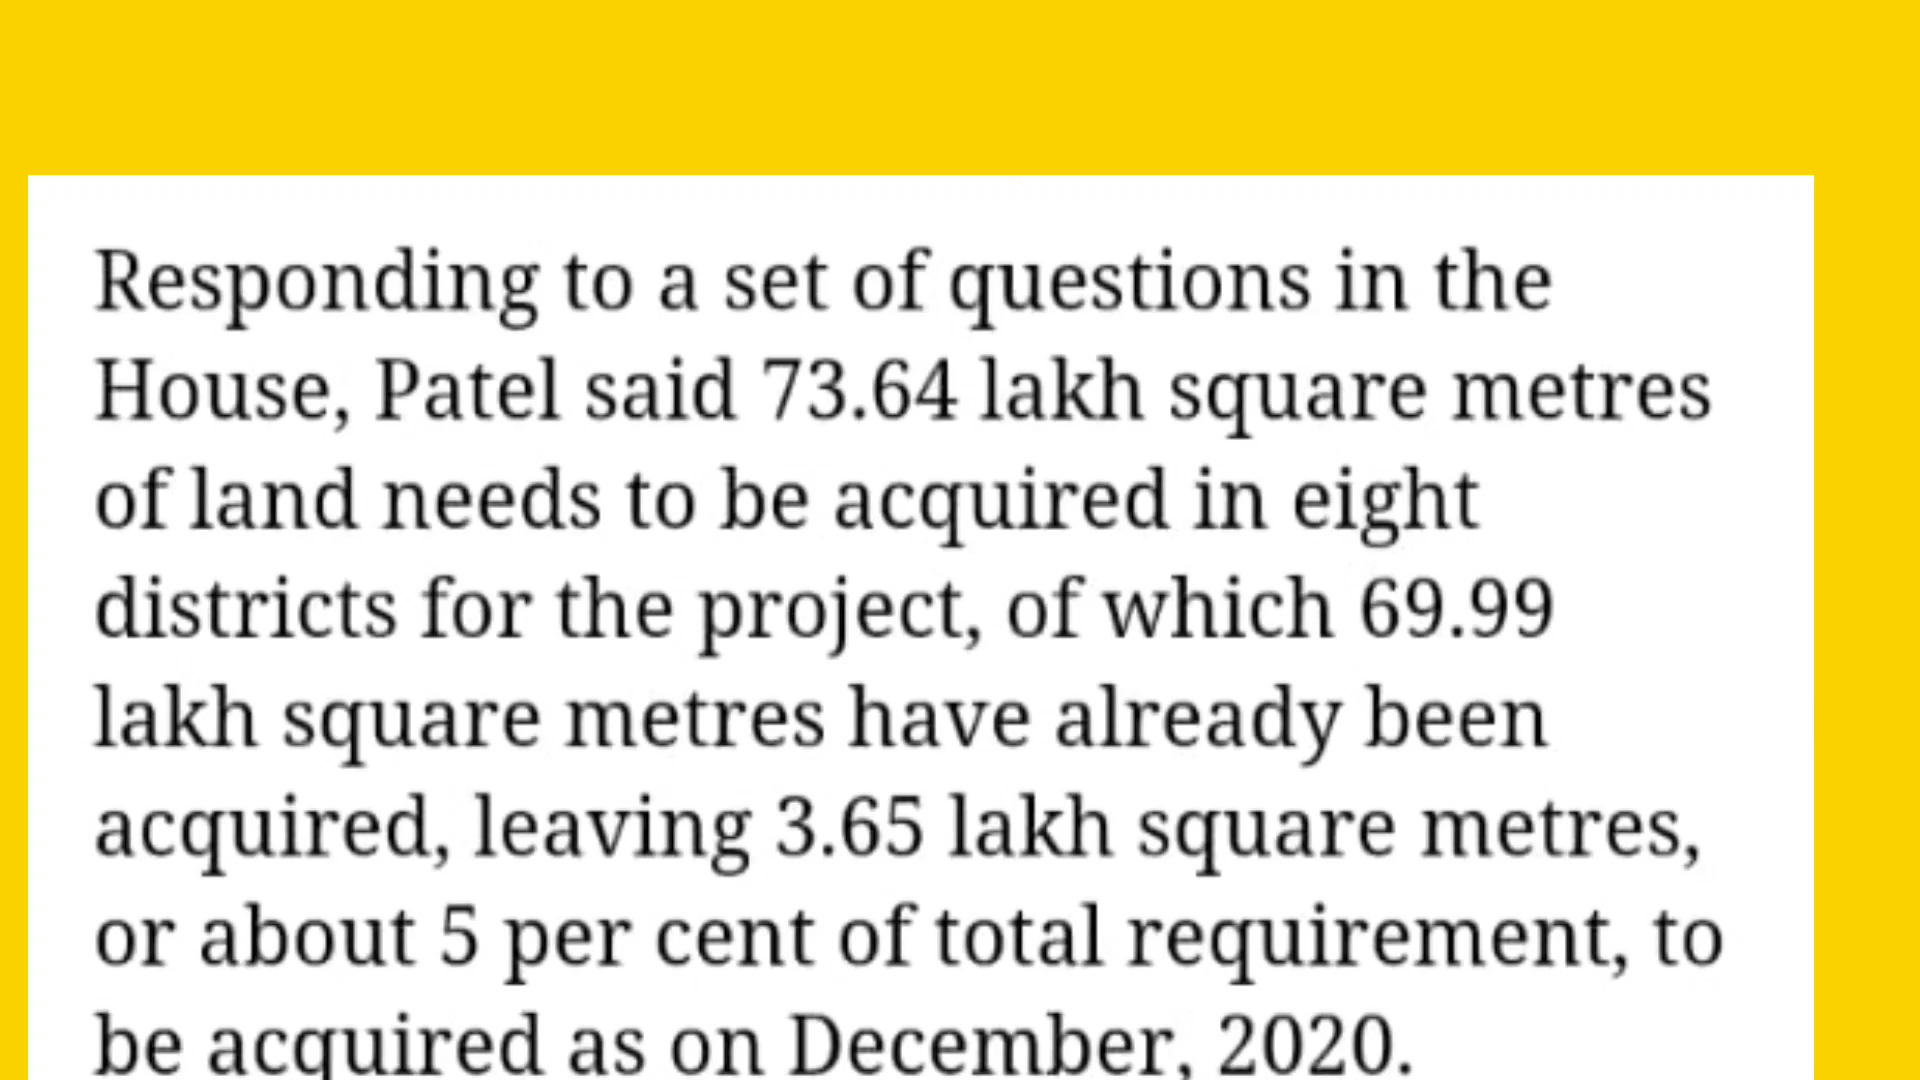 Responding to a set of questions in the
House, Patel said 73.64 lakh square metres
of land needs to be acquired in eight
districts for the project, of which 69.99
lakh square metres have already been
acquired, leaving 3.65 lakh square metres,
or about 5 per cent of total requirement, to
be acquired as on December, 2020.